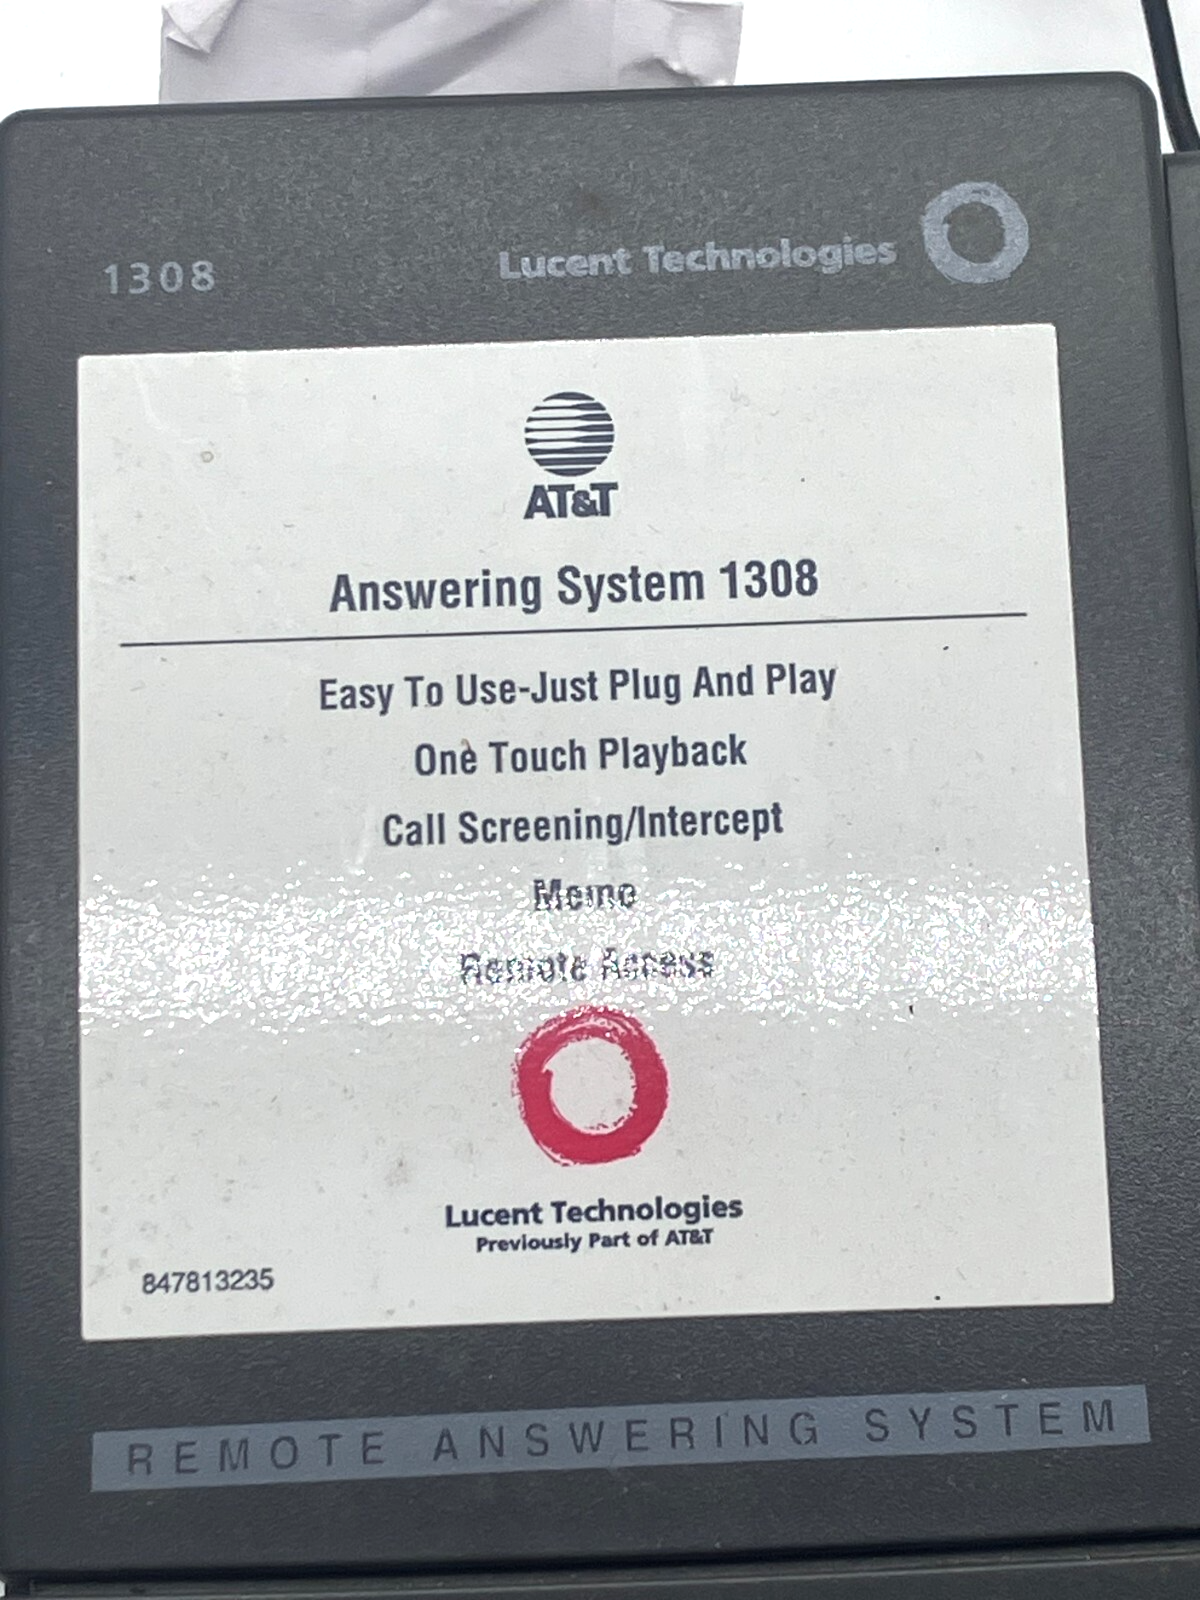 1308
Lucent Technologies
AT&T
Answering System 1308
Easy To Use-Just Plug And Play
One Touch Playback
Call Screening/Intercept
Memo
Remote Access
Lucent Technologies
Previously Part of AT&T
847813235
REMOTE ANSWERING SYSTEM